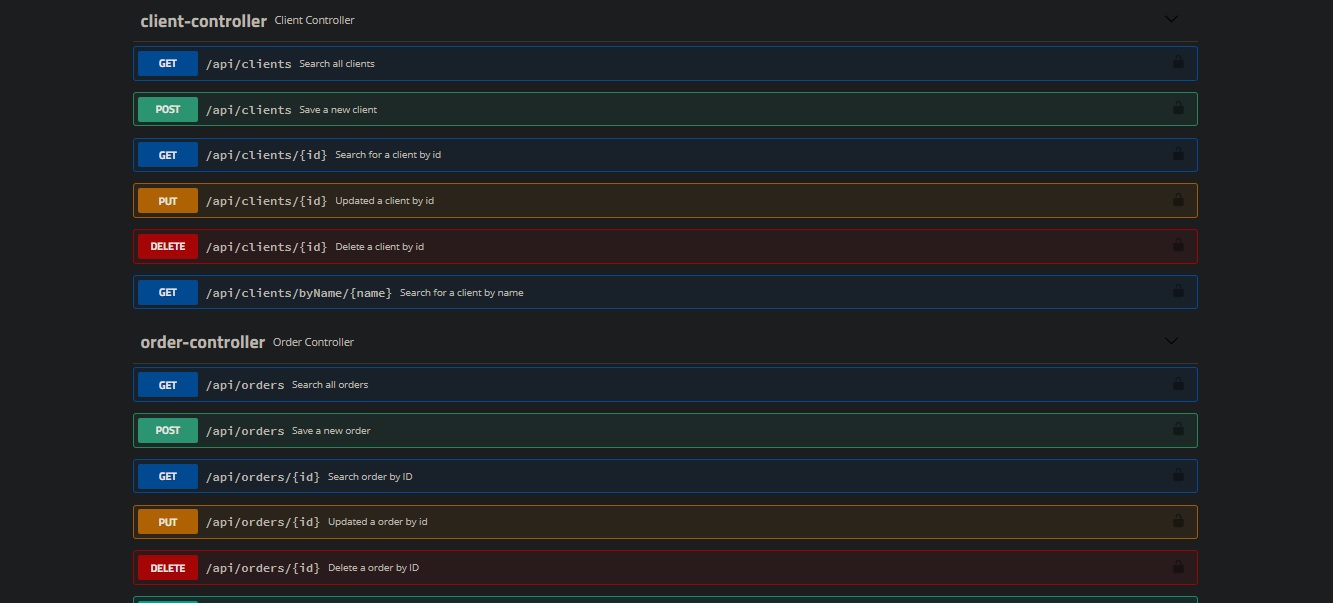 client-controller Client Controller
GET /api/clients Search all clients
POST /api/clients Save a new client
GET /api/clients/{id} Search for a client by id
PUT /api/clients/{id} Updated a client by id
DELETE /api/clients/{id} Delete a client by id
GET /api/clients/byName/{name} Search for a client by name
order-controller Order Controller
GET /api/orders Search all orders
POST /api/orders Save a new order
GET /api/orders/{id} Search order by ID
PUT /api/orders/{id} Updated a order by id
DELETE /api/orders/{id} Delete a order by ID